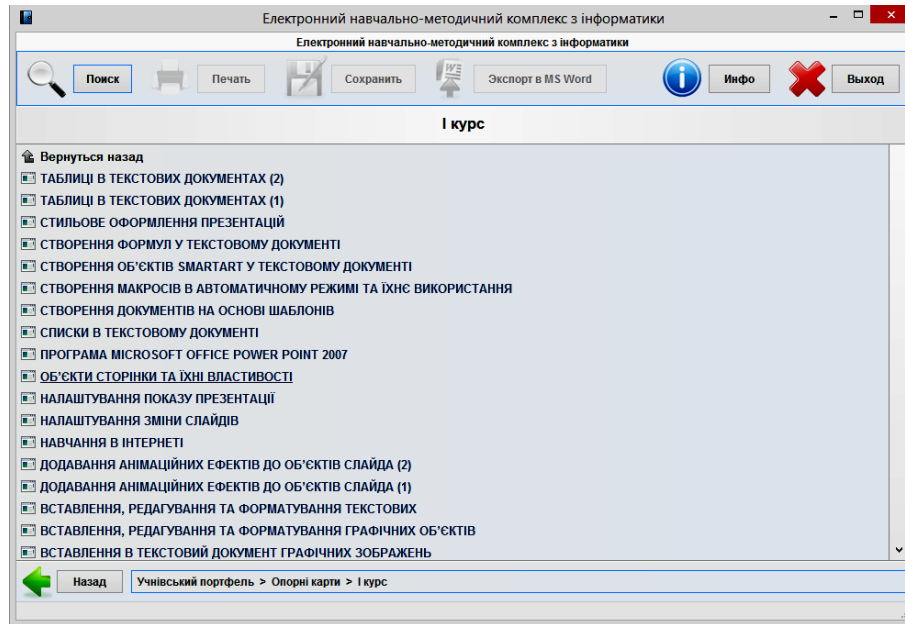 Електронний навчально-методичний комплекс з інформатики
Електронний навчально-методичний комплекс з інформатики
Поиск Печать Сохранить Экспорт в MS Word Инфо Выход
І курс
Вернуться назад
ТАБЛИЦІ В ТЕКСТОВИХ ДОКУМЕНТАХ (2)
ТАБЛИЦІ В ТЕКСТОВИХ ДОКУМЕНТАХ (1)
СТИЛЬОВЕ ОФОРМЛЕННЯ ПРЕЗЕНТАЦІЙ
СТВОРЕННЯ ФОРМУЛ У ТЕКСТОВОМУ ДОКУМЕНТІ
СТВОРЕННЯ ОБ'ЄКТІВ SMARTART У ТЕКСТОВОМУ ДОКУМЕНТІ
СТВОРЕННЯ МАКРОСІВ В АВТОМАТИЧНОМУ РЕЖИМІ ТА ЇХНЄ ВИКОРИСТАННЯ
СТВОРЕННЯ ДОКУМЕНТІВ НА ОСНОВІ ШАБЛОНІВ
СПИСКИ В ТЕКСТОВОМУ ДОКУМЕНТІ
ПРОГРАМА MICROSOFT OFFICE POWER POINT 2007
ОБ'ЄКТИ СТОРІНКИ ТА ЇХНІ ВЛАСТИВОСТІ
НАЛАШТУВАННЯ ПОКАЗУ ПРЕЗЕНТАЦІЇ
НАЛАШТУВАННЯ ЗМІНИ СЛАЙДІВ
НАВЧАННЯ В ІНТЕРНЕТІ
ДОДАВАННЯ АНІМАЦІЙНИХ ЕФЕКТІВ ДО ОБ'ЄКТІВ СЛАЙДА (2)
ДОДАВАННЯ АНІМАЦІЙНИХ ЕФЕКТІВ ДО ОБ'ЄКТІВ СЛАЙДА (1)
ВСТАВЛЕННЯ, РЕДАГУВАННЯ ТА ФОРМАТУВАННЯ ТЕКСТОВИХ
ВСТАВЛЕННЯ, РЕДАГУВАННЯ ТА ФОРМАТУВАННЯ ГРАФІЧНИХ ОБ'ЄКТІВ
ВСТАВЛЕННЯ В ТЕКСТОВИЙ ДОКУМЕНТ ГРАФІЧНИХ ЗОБРАЖЕНЬ
Назад Учнівський портфель > Опорні карти > І курс